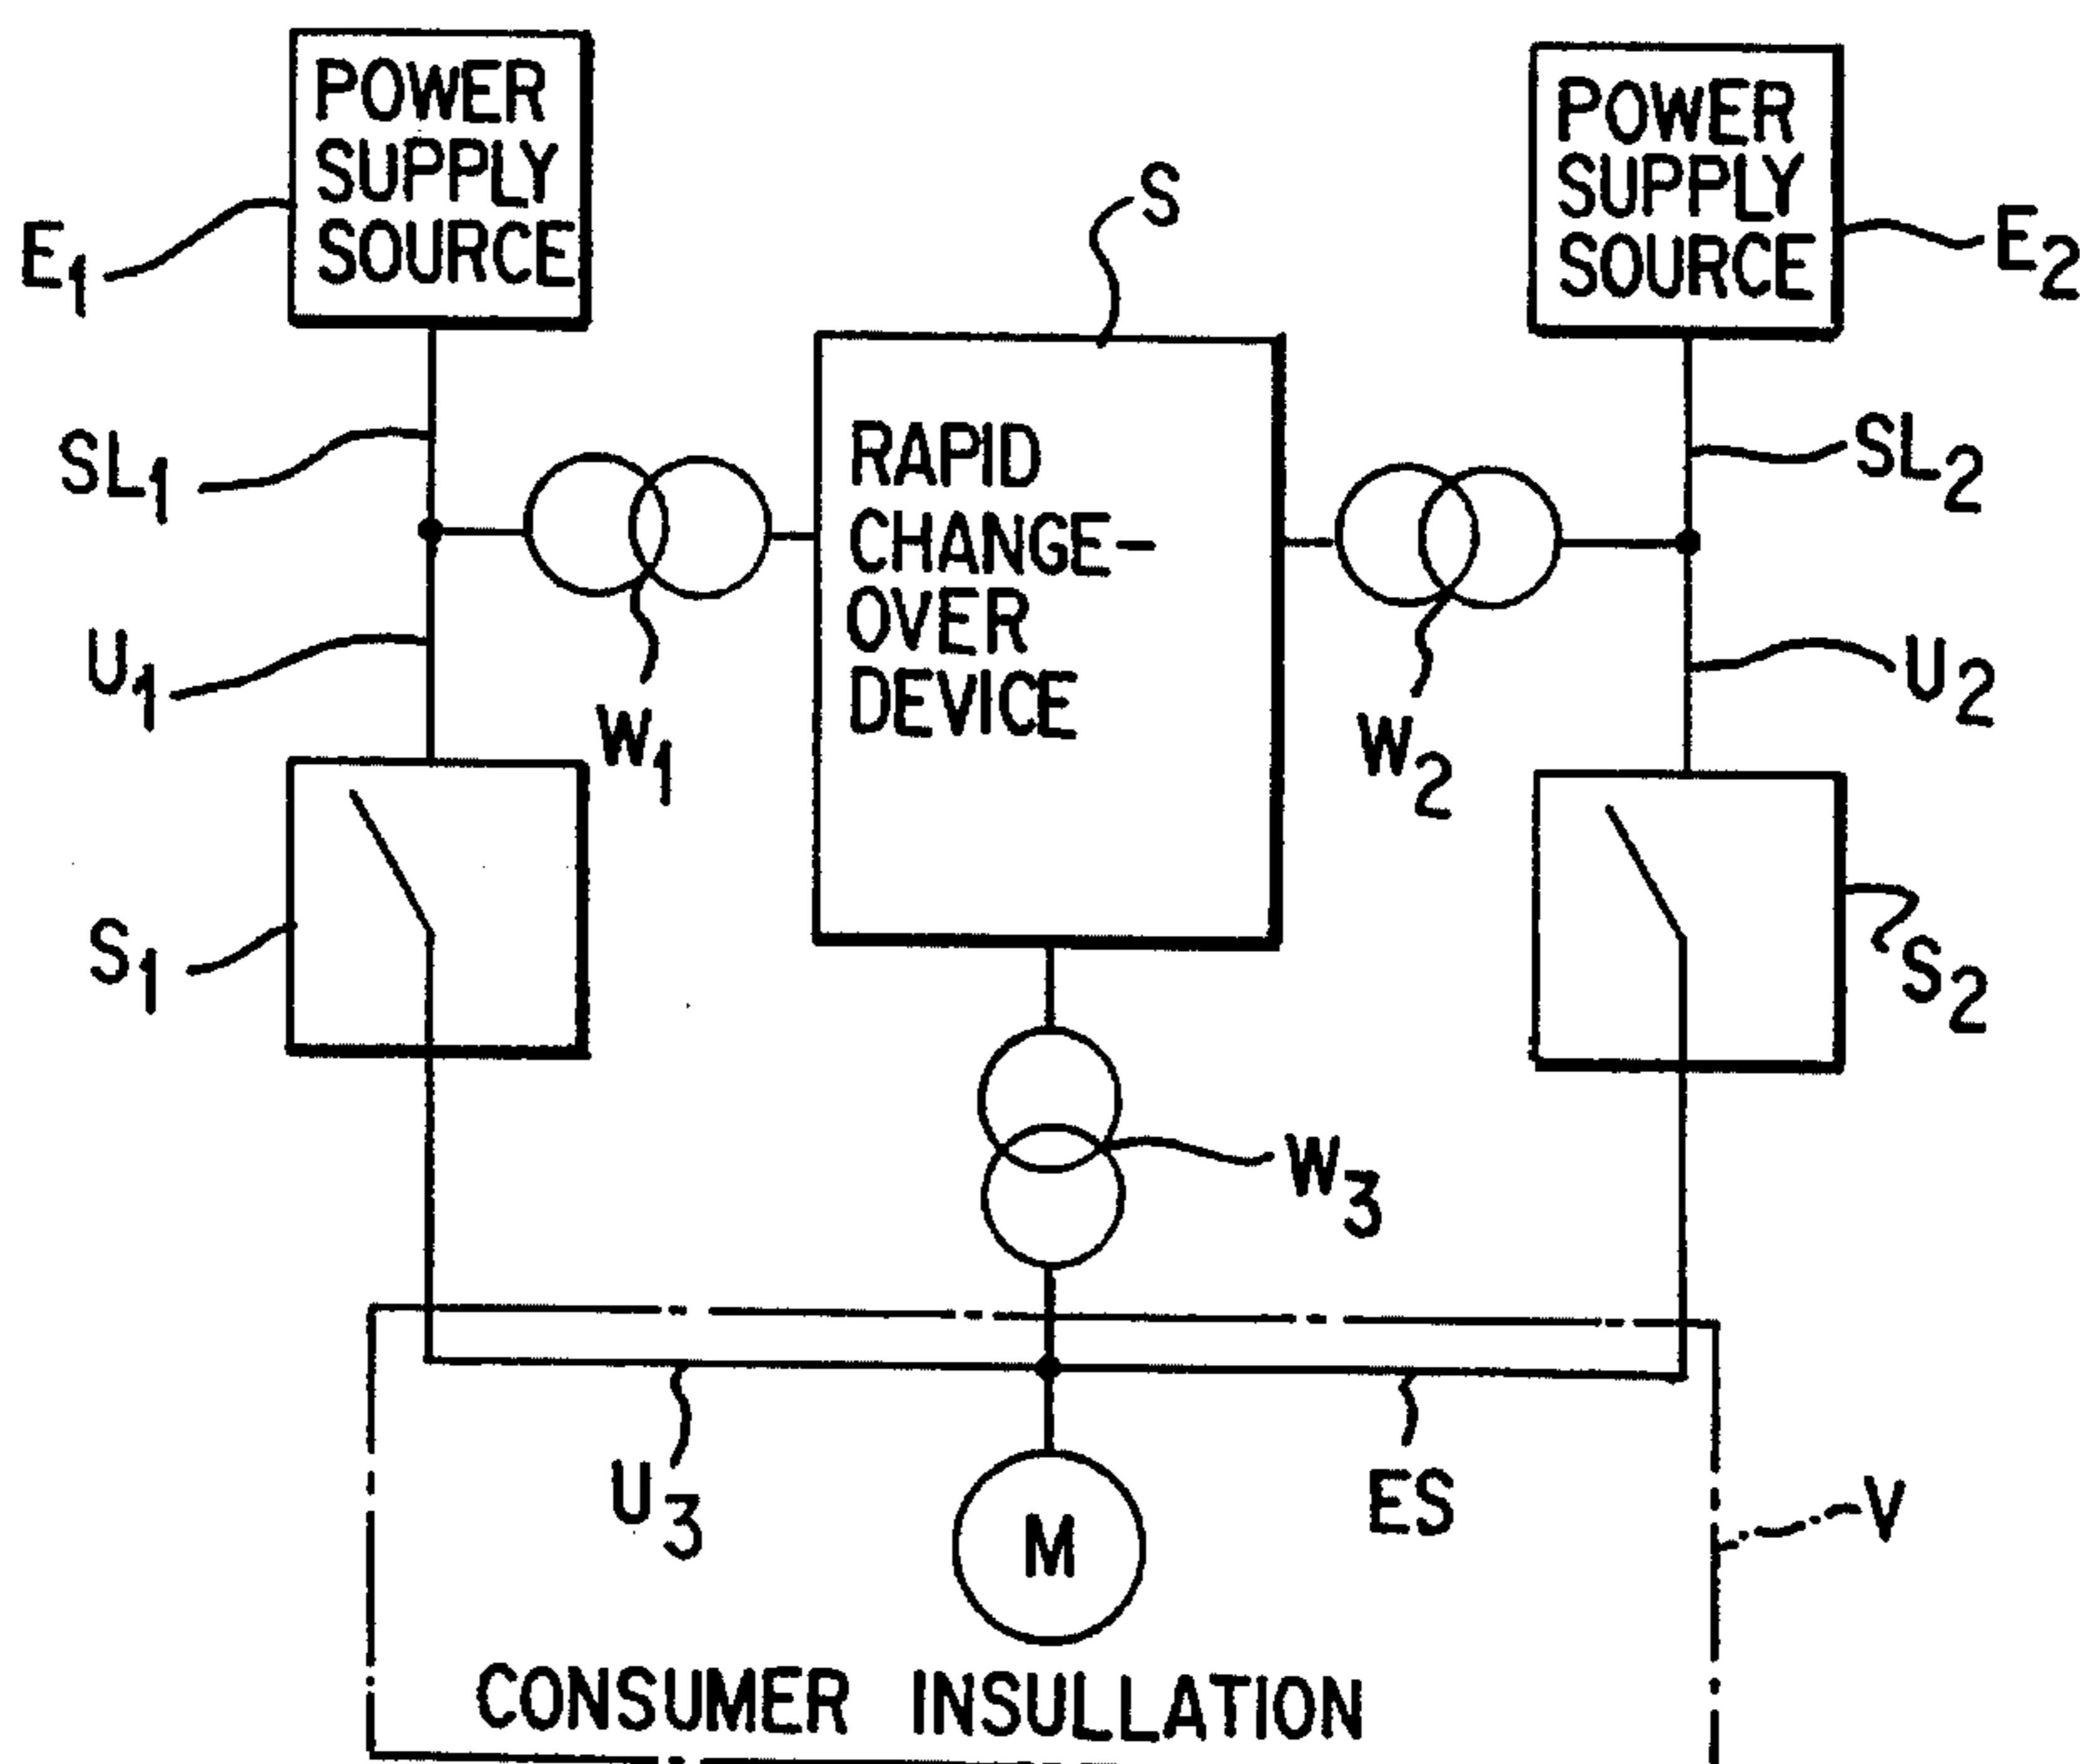 POWER
SUPPLY
SOURCE
E1
POWER
SUPPLY
SOURCE
E2
S
SL1
SL2
RAPID
CHANGE-
OVER
DEVICE
U1
U2
W1
W2
S1
S2
W3
U3
ES
V
M
CONSUMER INSULLATION